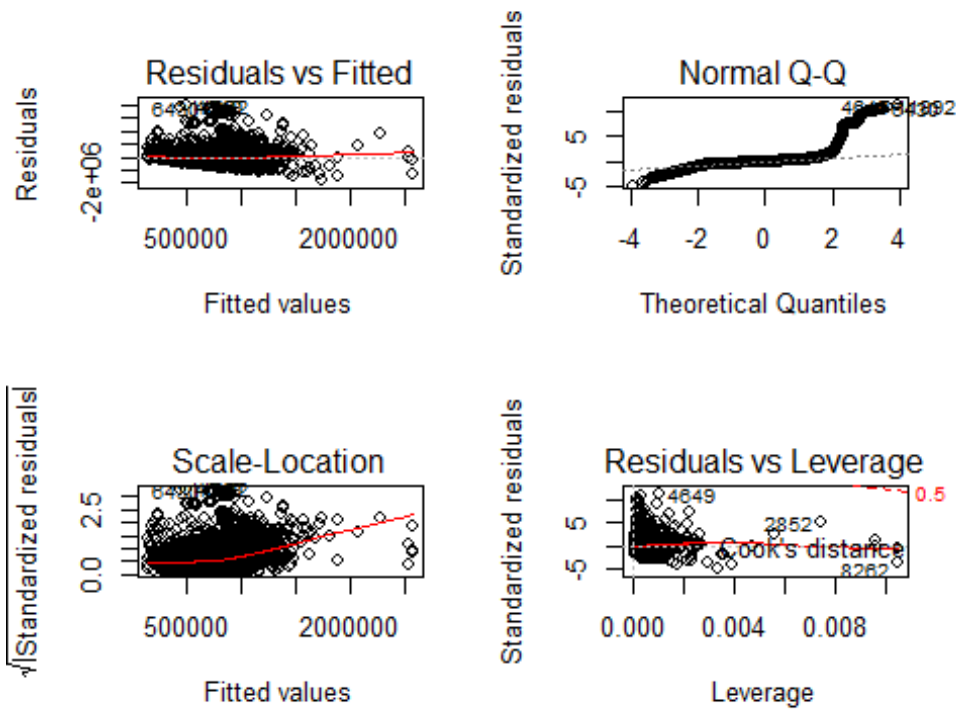 Residuals vs Fitted
Residuals
-2e+06
500000 2000000
Fitted values
Normal Q-Q
Standardized residuals
-5 5
-4 -2 0 2 4
Theoretical Quantiles
Scale-Location
√|Standardized residuals|
0.0 2.5
500000 2000000
Fitted values
Residuals vs Leverage
Standardized residuals
-5 5
4649
2852
Cook's distance
8262
0.5
0.000 0.004 0.008
Leverage